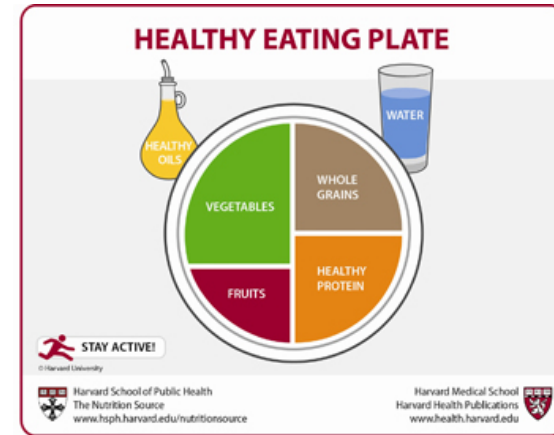 HEALTHY EATING PLATE
HEALTHY
OILS
WATER
VEGETABLES
WHOLE
GRAINS
FRUITS
HEALTHY
PROTEIN
STAY ACTIVE!
© Harvard University
Harvard School of Public Health
The Nutrition Source
www.hsph.harvard.edu/nutritionsource
Harvard Medical School
Harvard Health Publications
www.health.harvard.edu